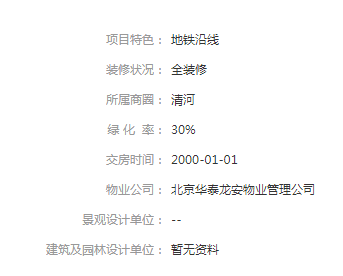 项目特色： 地铁沿线
装修状况： 全装修
所属商圈： 清河
绿 化  率： 30%
交房时间： 2000-01-01
物业公司： 北京华泰龙安物业管理公司
景观设计单位： --
建筑及园林设计单位： 暂无资料